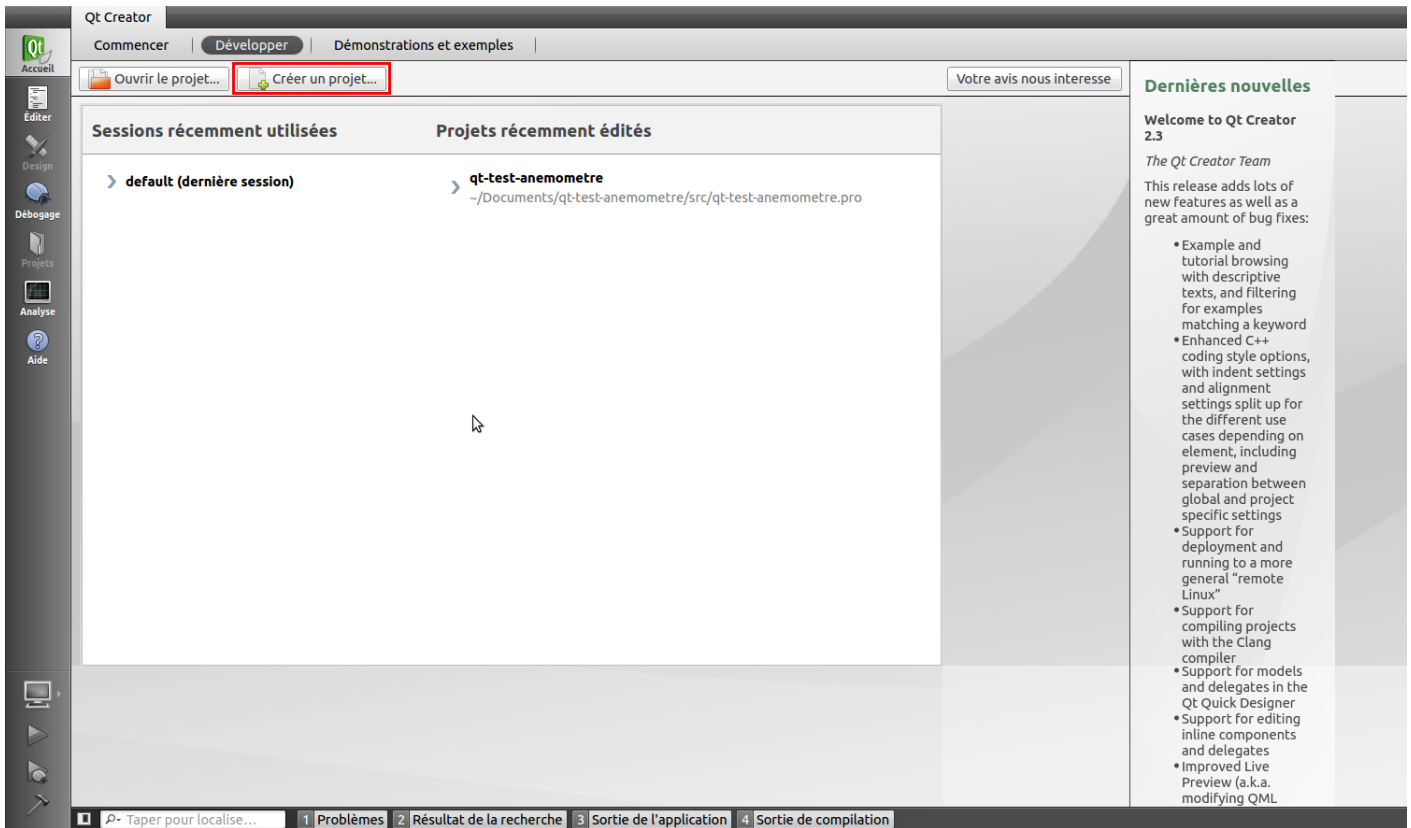 Qt Creator
Commencer
Développer
Démonstrations et exemples
Qt
Accueil
Éditer
Design
Débogage
Projets
Analyse
Aide
Ouvrir le projet...
Créer un projet...
Votre avis nous interesse
Sessions récemment utilisées
Projets récemment édités
default (dernière session)
qt-test-anemometre
~/Documents/qt-test-anemometre/src/qt-test-anemometre.pro
Dernières nouvelles
Welcome to Qt Creator
2.3
The Qt Creator Team
This release adds lots of
new features as well as a
great amount of bug fixes:
• Example and
tutorial browsing
with descriptive
texts, and filtering
for examples
matching a keyword
• Enhanced C++
coding style options,
with indent settings
and alignment
settings split up for
the different use
cases depending on
element, including
preview and
separation between
global and project
specific settings
• Support for
deployment and
running to a more
general “remote
Linux”
• Support for
compiling projects
with the Clang
compiler
• Support for models
and delegates in the
Qt Quick Designer
• Support for editing
inline components
and delegates
• Improved Live
Preview (a.k.a.
modifying QML
Taper pour localise...
1 Problèmes
2 Résultat de la recherche
3 Sortie de l'application
4 Sortie de compilation